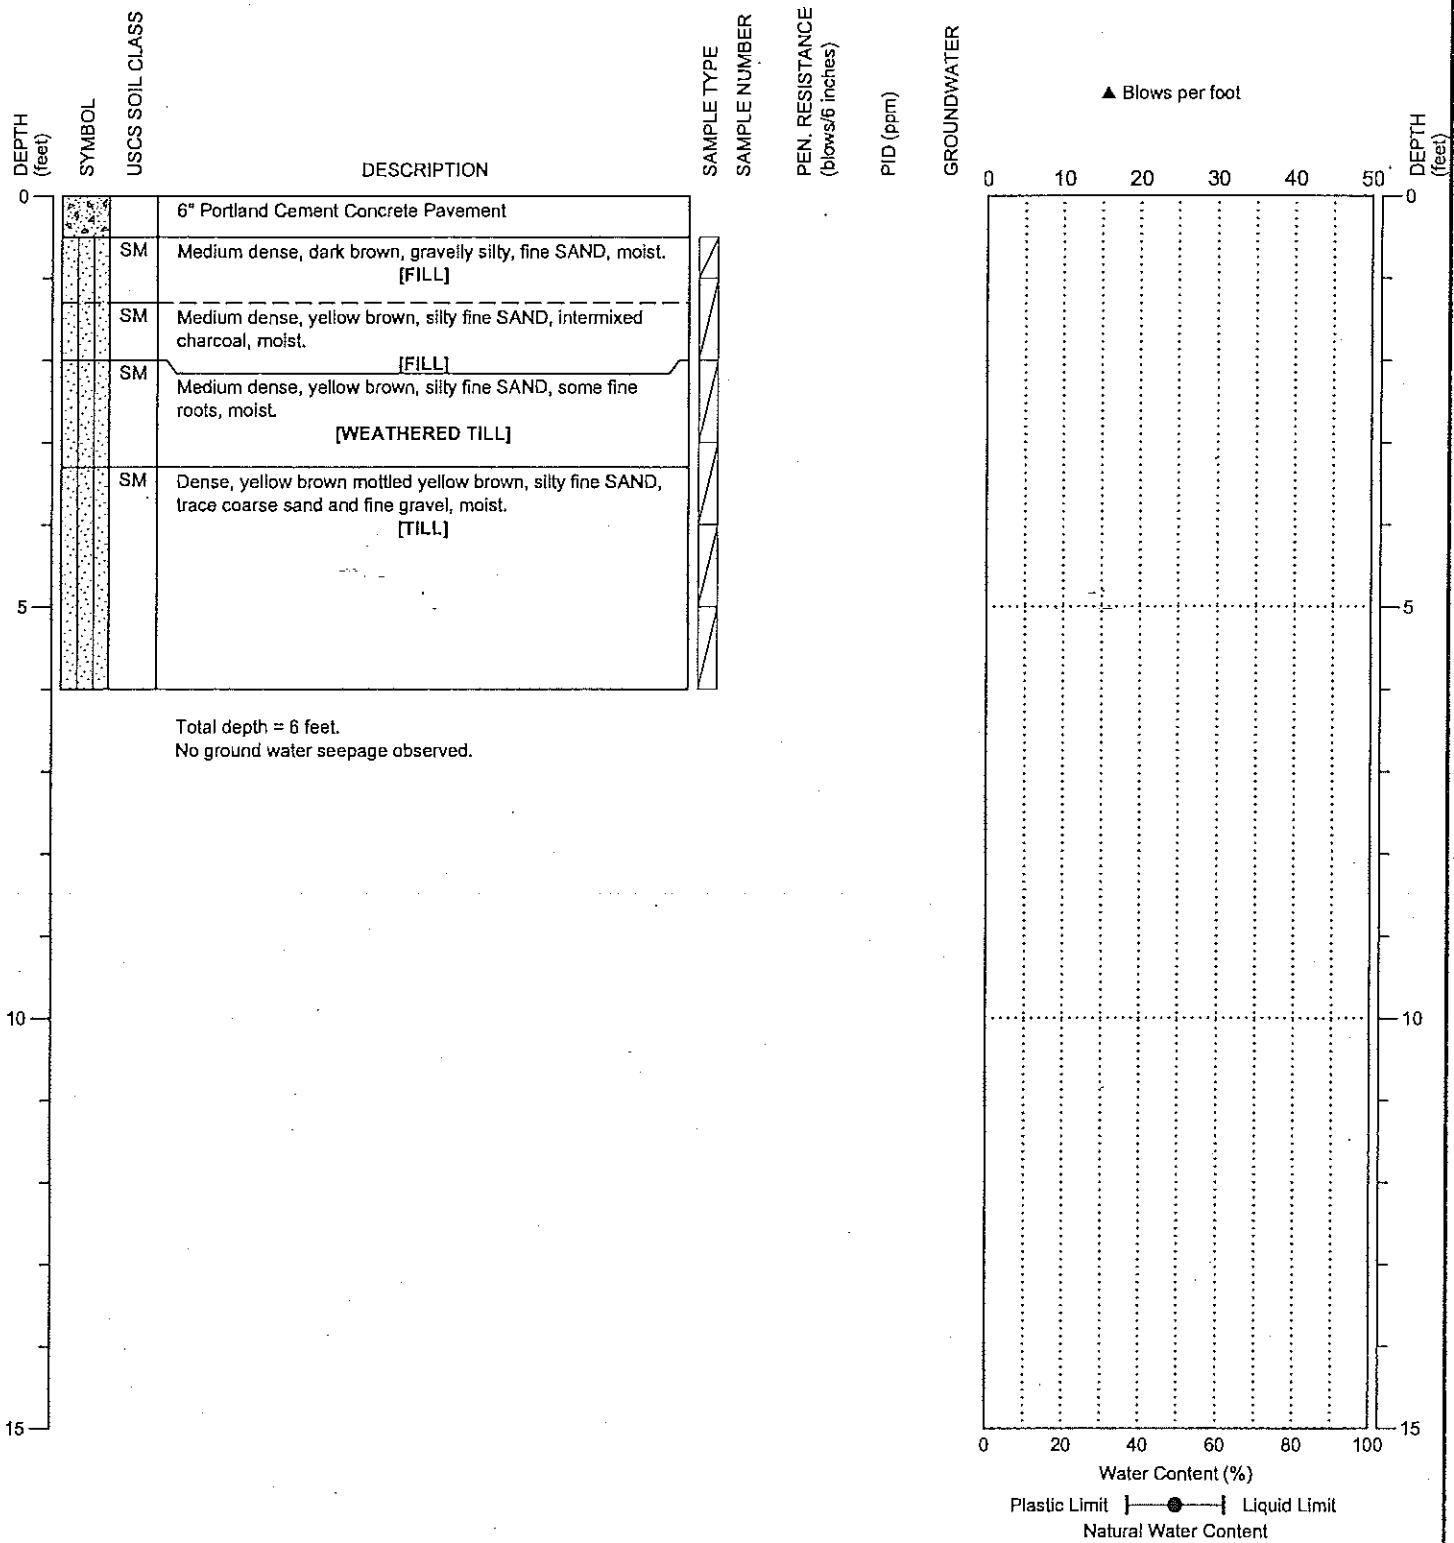 DEPTH
(feet)
SYMBOL
USCS SOIL CLASS
DESCRIPTION
SAMPLE TYPE
SAMPLE NUMBER
PEN. RESISTANCE
(blows/6 inches)
PID (ppm)
GROUNDWATER
▲ Blows per foot
DEPTH
(feet)
0 10 20 30 40 50
0
0
6" Portland Cement Concrete Pavement
SM Medium dense, dark brown, gravelly silty, fine SAND, moist.
[FILL]
SM Medium dense, yellow brown, silty fine SAND, intermixed
charcoal, moist.
[FILL]
SM
Medium dense, yellow brown, silty fine SAND, some fine
roots, moist.
[WEATHERED TILL]
SM Dense, yellow brown mottled yellow brown, silty fine SAND,
trace coarse sand and fine gravel, moist.
[TILL]
5
5
Total depth = 6 feet.
No ground water seepage observed.
10
10
15
15
0 20 40 60 80 100
Water Content (%)
Plastic Limit Liquid Limit
Natural Water Content